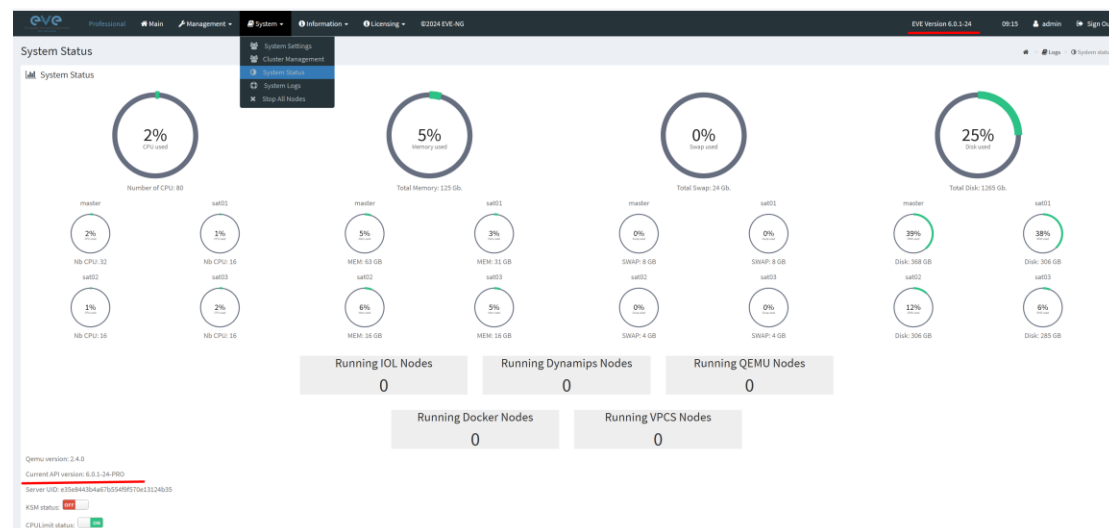 eve Professional Main Management System Information Licensing ©2024 EVE-NG EVE Version 6.0.1-24 09:15 admin Sign Ou
System Settings
Cluster Management
System Status
System Logs
Stop All Nodes
System Status
Logs System status
System Status
2%
CPU used
Number of CPU: 80
5%
Memory used
Total Memory: 125 Gb.
0%
Swap used
Total Swap: 24 Gb.
25%
Disk used
Total Disk: 1265 Gb.
master sat01 master sat01 master sat01 master sat01
2% 1% 5% 3% 0% 0% 39% 38%
Nb CPU: 32 Nb CPU: 16 MEM: 63 GB MEM: 31 GB SWAP: 8 GB SWAP: 8 GB Disk: 368 GB Disk: 306 GB
sat02 sat03 sat02 sat03 sat02 sat03 sat02 sat03
1% 2% 6% 5% 0% 0% 12% 6%
Nb CPU: 16 Nb CPU: 16 MEM: 16 GB MEM: 16 GB SWAP: 4 GB SWAP: 4 GB Disk: 306 GB Disk: 285 GB
Running IOL Nodes Running Dynamips Nodes Running QEMU Nodes
0 0 0
Running Docker Nodes Running VPCS Nodes
0 0
Qemu version: 2.4.0
Current API version: 6.0.1-24-PRO
Server UID:
KSM status: OFF
CPULimit status: ON